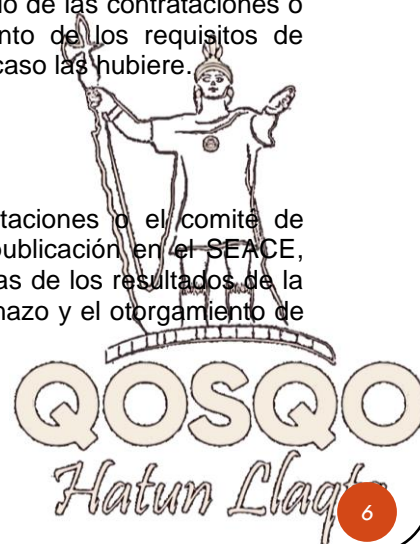 de las contrataciones o
nto de los requisitos de
caso las hubiere.
taciones o el comité de
publicación en el SEACE,
as de los resultados de la
nazo y el otorgamiento de
QOSQO
Hatun Llaqta
6